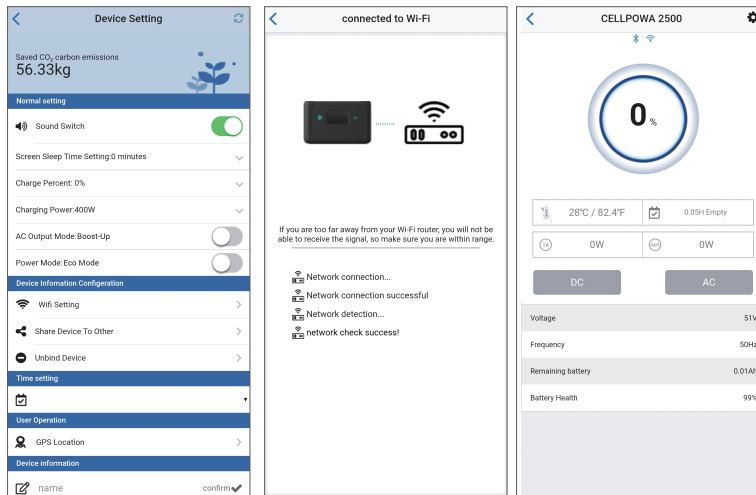 Device Setting
Saved CO₂ carbon emissions
56.33kg
Normal setting
Sound Switch
Screen Sleep Time Setting:0 minutes
Charge Percent: 0%
Charging Power:400W
AC Output Mode:Boost-Up
Power Mode:Eco Mode
Device Infomation Configuration
Wifi Setting
Share Device To Other
Unbind Device
Time setting
User Operation
GPS Location
Device information
name
confirm
connected to Wi-Fi
If you are too far away from your Wi-Fi router, you will not be
able to receive the signal, so make sure you are within range.
Network connection...
Network connection successful
Network detection...
network check success!
CELLPOWA 2500
0 %
28℃ / 82.4℉
0.05H Empty
in
0W
out
0W
DC
AC
Voltage
51V
Frequency
50Hz
Remaining battery
0.01Ah
Battery Health
99%